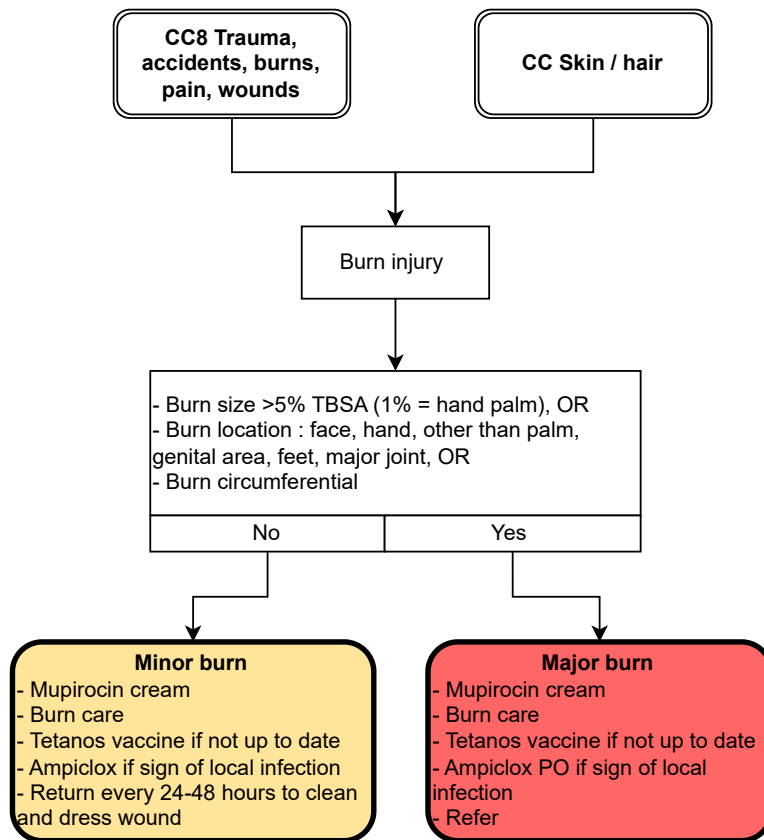 CC8 Trauma,
accidents, burns,
pain, wounds
CC Skin / hair
Burn injury
- Burn size >5% TBSA (1% = hand palm), OR
- Burn location : face, hand, other than palm,
genital area, feet, major joint, OR
- Burn circumferential
No
Yes
Minor burn
- Mupirocin cream
- Burn care
- Tetanos vaccine if not up to date
- Ampiclox if sign of local infection
- Return every 24-48 hours to clean
and dress wound
Major burn
- Mupirocin cream
- Burn care
- Tetanos vaccine if not up to date
- Ampiclox PO if sign of local
infection
- Refer